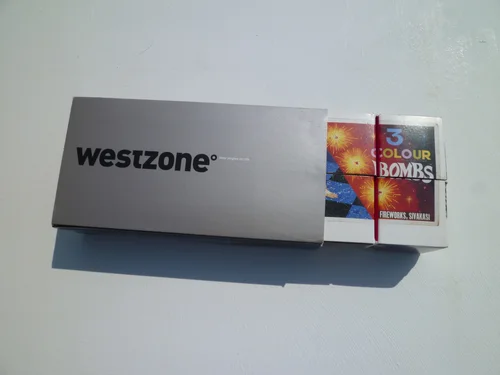 westzone°
3
COLOUR
BOMBS
FIREWORKS, SIVAKASI